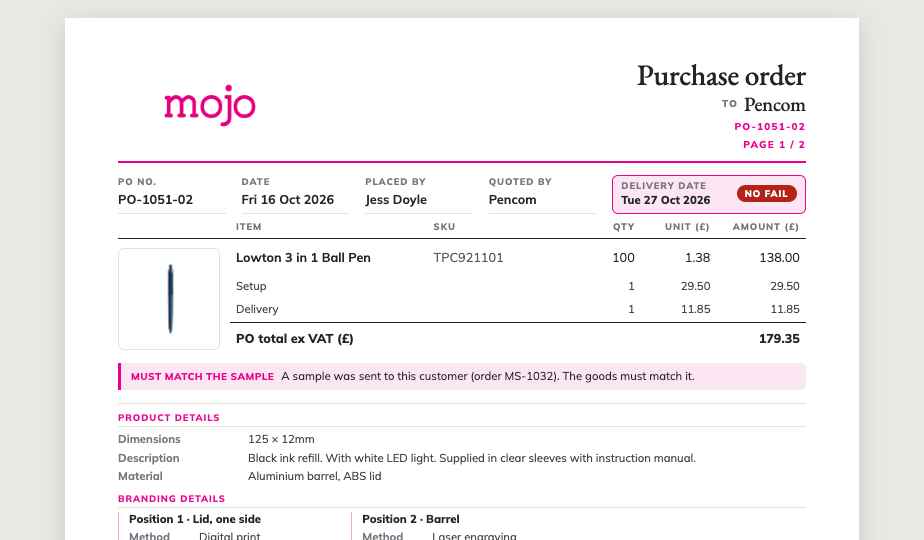 mojo
Purchase order
TO Pencom
PO-1051-02
PAGE 1 / 2
PO NO. DATE PLACED BY QUOTED BY DELIVERY DATE
PO-1051-02 Fri 16 Oct 2026 Jess Doyle Pencom Tue 27 Oct 2026 NO FAIL
ITEM SKU QTY UNIT (£) AMOUNT (£)
Lowton 3 in 1 Ball Pen TPC921101 100 1.38 138.00
Setup 1 29.50 29.50
Delivery 1 11.85 11.85
PO total ex VAT (£) 179.35
MUST MATCH THE SAMPLE A sample was sent to this customer (order MS-1032). The goods must match it.
PRODUCT DETAILS
Dimensions 125 × 12mm
Description Black ink refill. With white LED light. Supplied in clear sleeves with instruction manual.
Material Aluminium barrel, ABS lid
BRANDING DETAILS
Position 1 · Lid, one side Position 2 · Barrel
Method Digital print Method Laser engraving